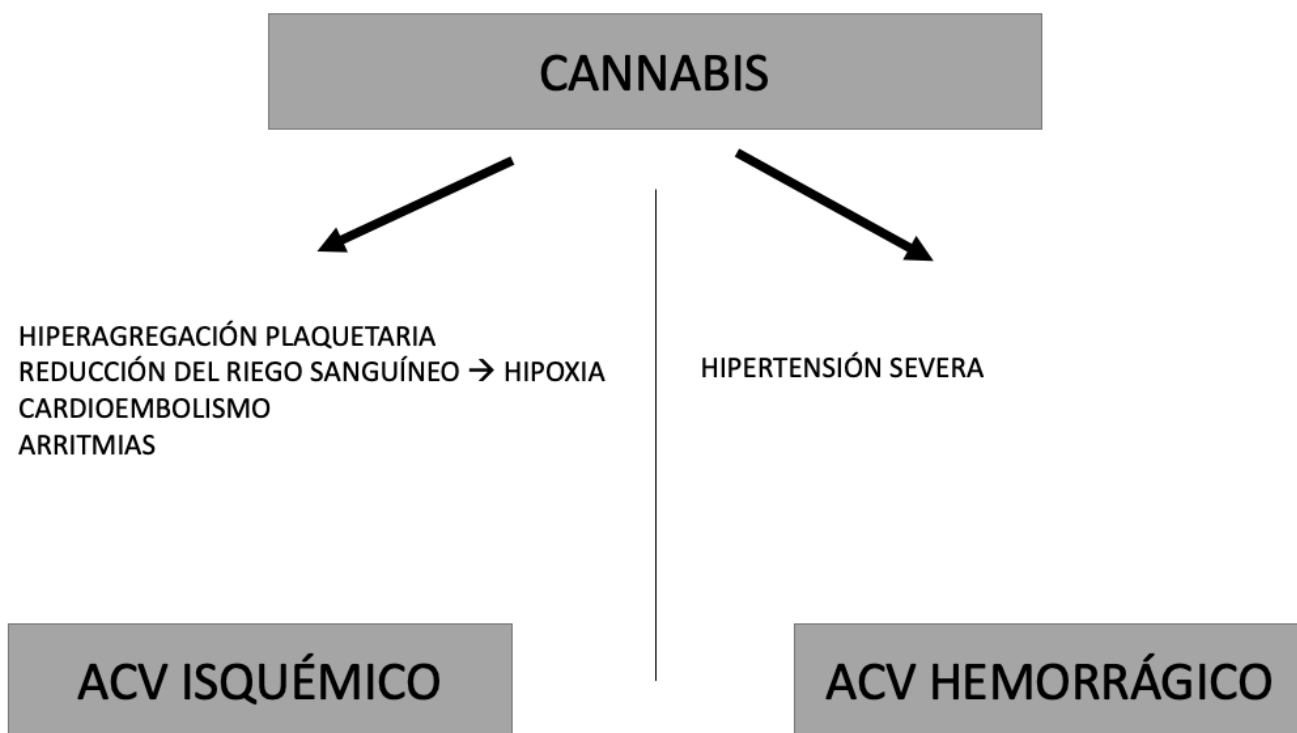 CANNABIS
HIPERAGREGACIÓN PLAQUETARIA
REDUCCIÓN DEL RIEGO SANGUÍNEO → HIPOXIA
CARDIOEMBOLISMO
ARRITMIAS
HIPERTENSIÓN SEVERA
ACV ISQUÉMICO
ACV HEMORRÁGICO